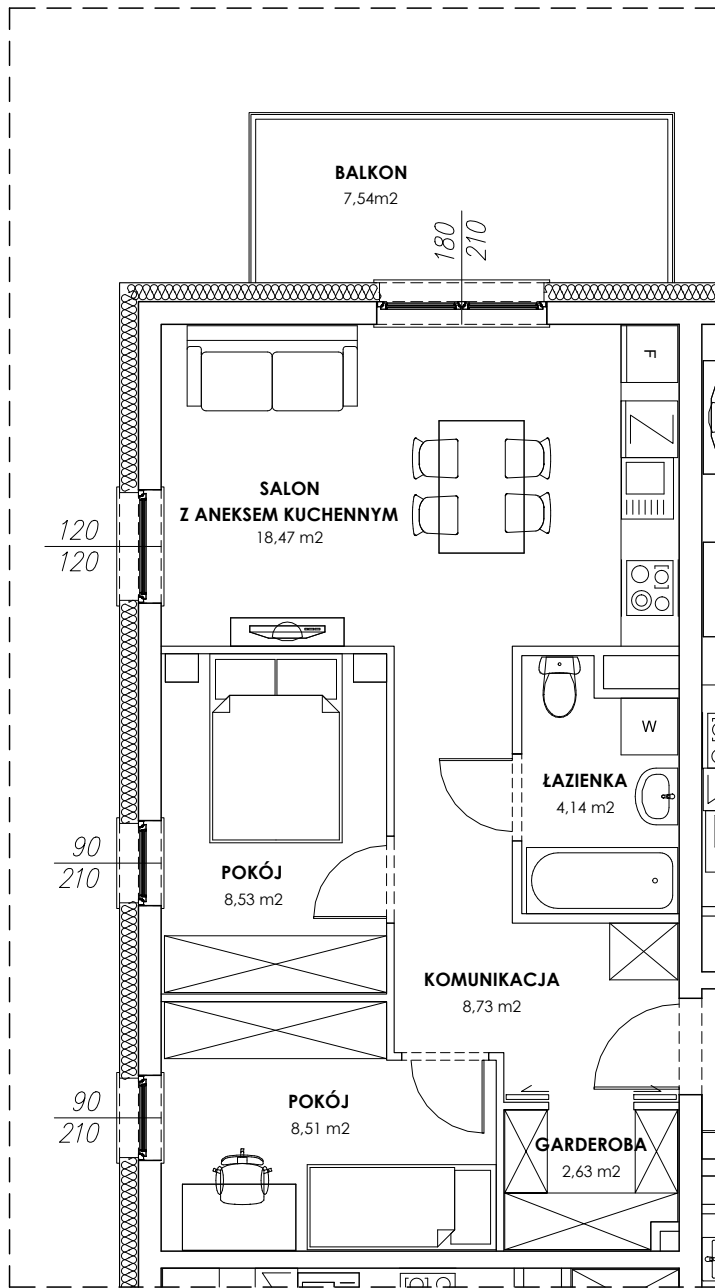 BALKON
7,54m2
180
210
F
SALON
Z ANEKSEM KUCHENNYM
18,47 m2
120
120
W
ŁAZIENKA
4,14 m2
90
210
POKÓJ
8,53 m2
KOMUNIKACJA
8,73 m2
90
210
POKÓJ
8,51 m2
GARDEROBA
2,63 m2